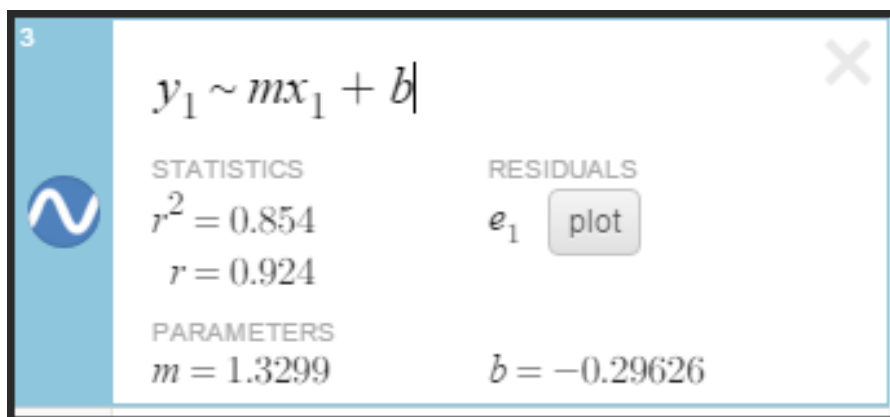 3
y₁ ~ mx₁ + b
STATISTICS RESIDUALS
r² = 0.854 e₁ plot
r = 0.924
PARAMETERS
m = 1.3299 b = −0.29626